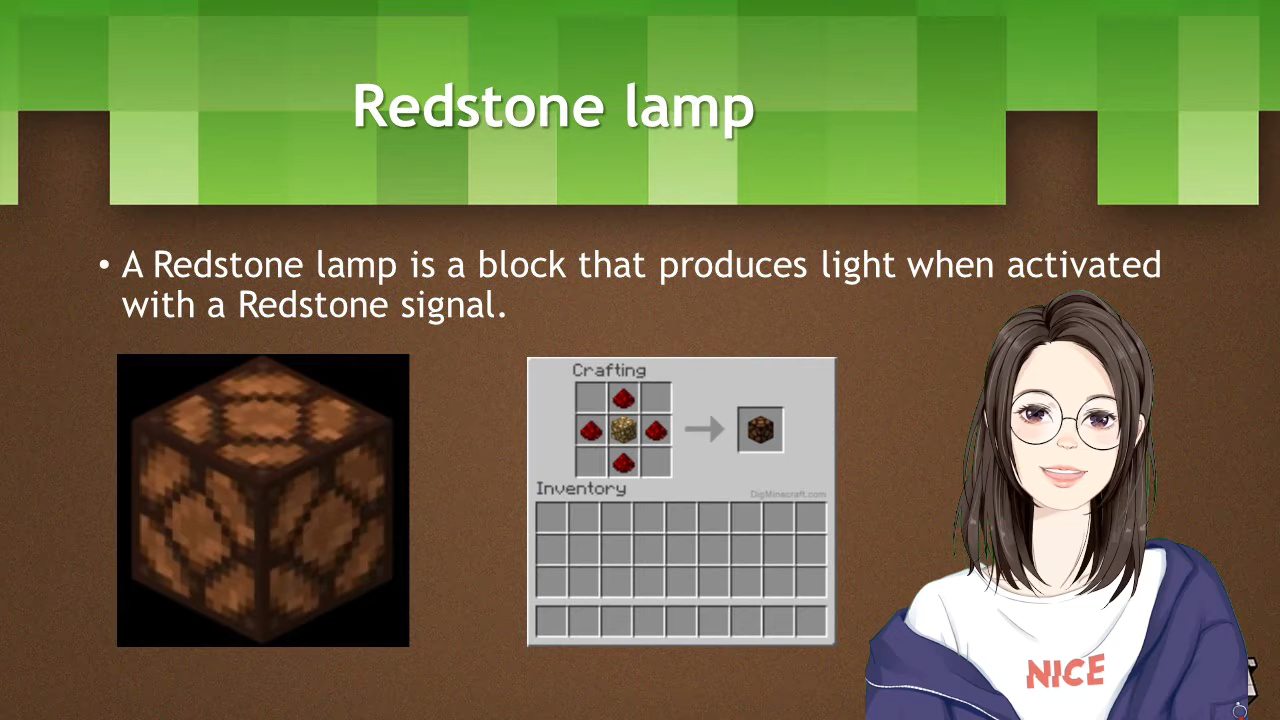 Redstone lamp
• A Redstone lamp is a block that produces light when activated
with a Redstone signal.
Crafting
Inventory
DigMinecraft.com
NICE